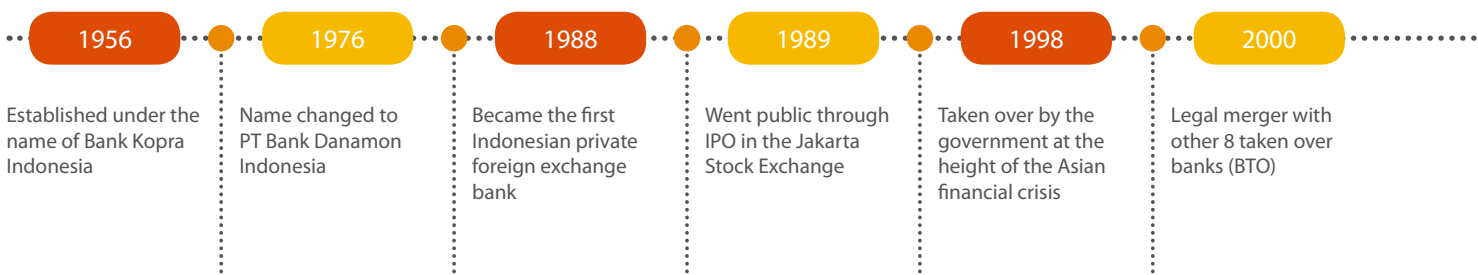 1956
Established under the
name of Bank Kopra
Indonesia
1976
Name changed to
PT Bank Danamon
Indonesia
1988
Became the first
Indonesian private
foreign exchange
bank
1989
Went public through
IPO in the Jakarta
Stock Exchange
1998
Taken over by the
government at the
height of the Asian
financial crisis
2000
Legal merger with
other 8 taken over
banks (BTO)